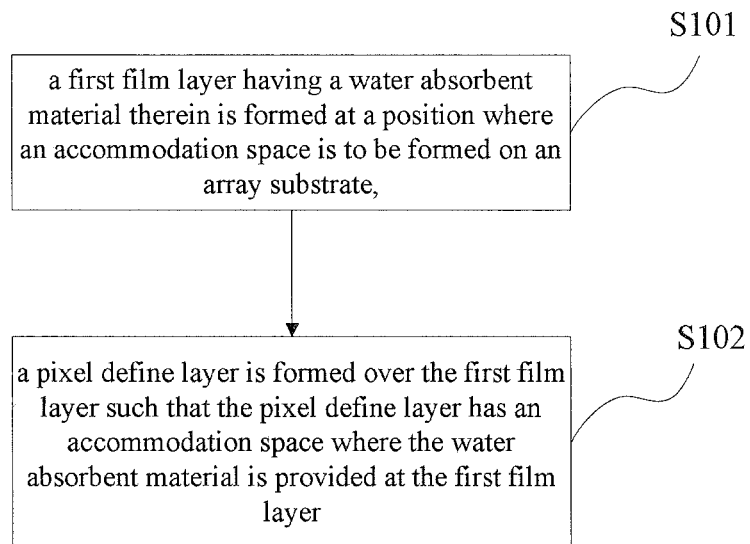 S101
a first film layer having a water absorbent
material therein is formed at a position where
an accommodation space is to be formed on an
array substrate,
S102
a pixel define layer is formed over the first film
layer such that the pixel define layer has an
accommodation space where the water
absorbent material is provided at the first film
layer